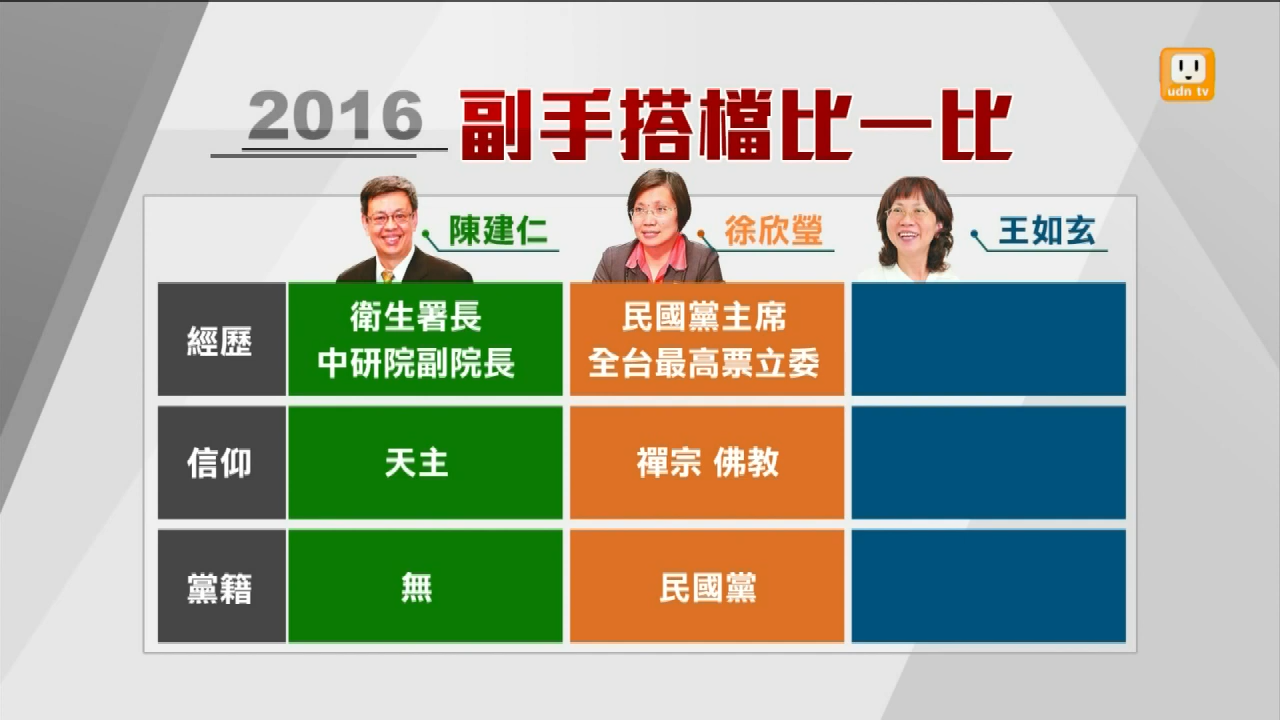 2016 副手搭檔比一比
udn tv
陳建仁
徐欣瑩
王如玄
經歷
衛生署長
中研院副院長
民國黨主席
全台最高票立委
信仰
天主
禪宗 佛教
黨籍
無
民國黨